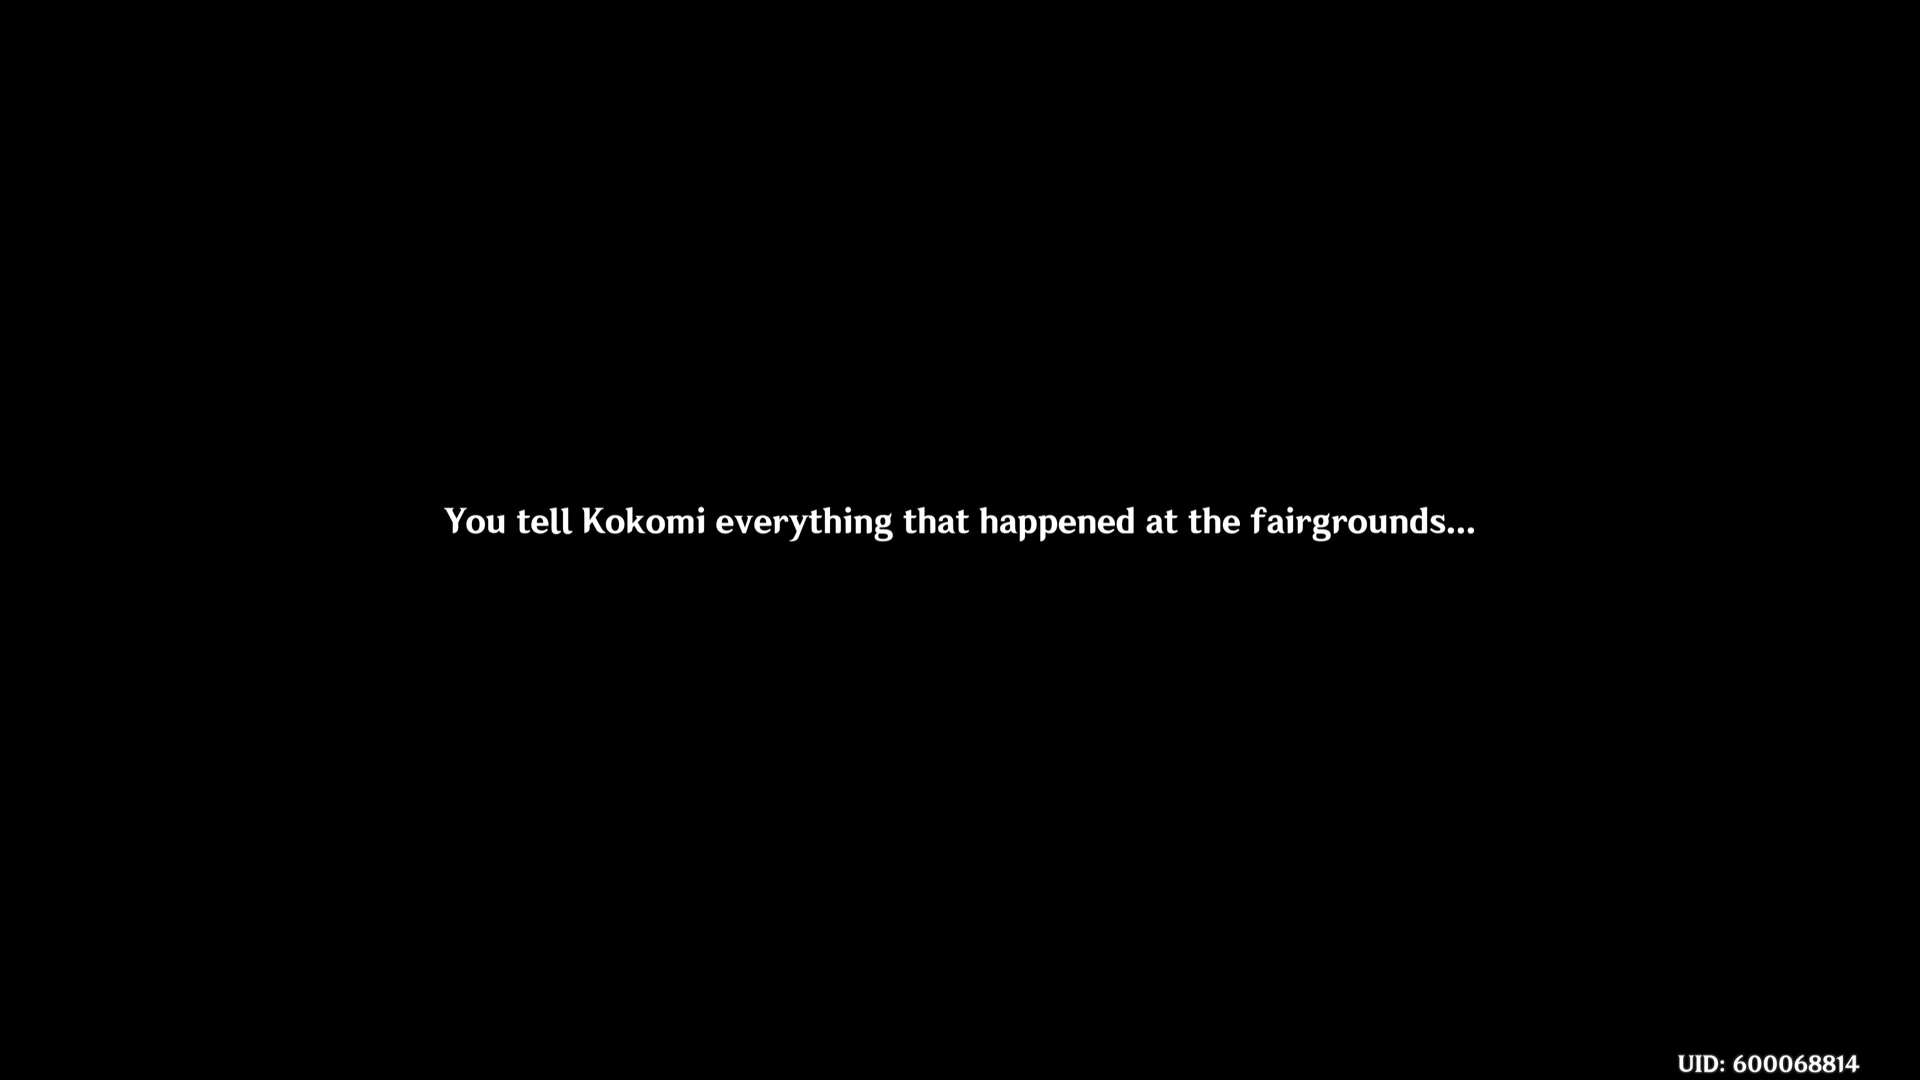 You tell Kokomi everything that happened at the fairgrounds...
UID: 600068814